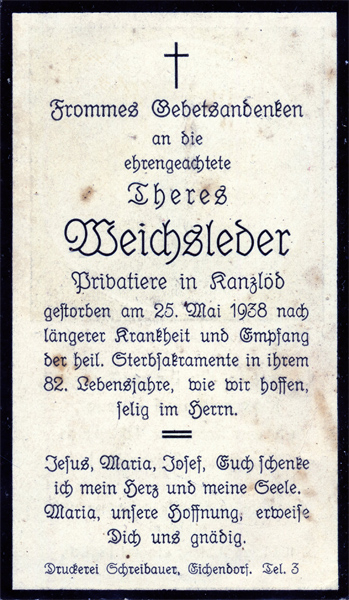 Frommes Gebetsandenken
an die
ehrengeachtete
Theres
Weichsleder
Privatiere in Kanzlöd
gestorben am 25. Mai 1938 nach
längerer Krankheit und Empfang
der heil. Sterbsakramente in ihrem
82. Lebensjahre, wie wir hoffen,
selig im Herrn.
Jesus, Maria, Josef, Euch schenke
ich mein Herz und meine Seele.
Maria, unsere Hoffnung, erweise
Dich uns gnädig.
Druckerei Schreibauer, Eichendorf. Tel. 3